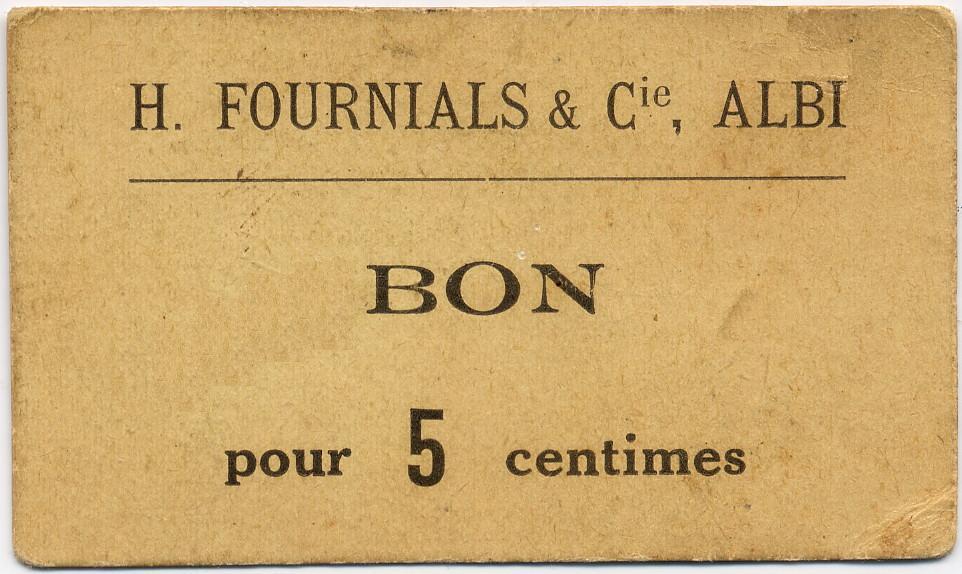 H. FOURNIALS & Cie, ALBI
BON
pour 5 centimes